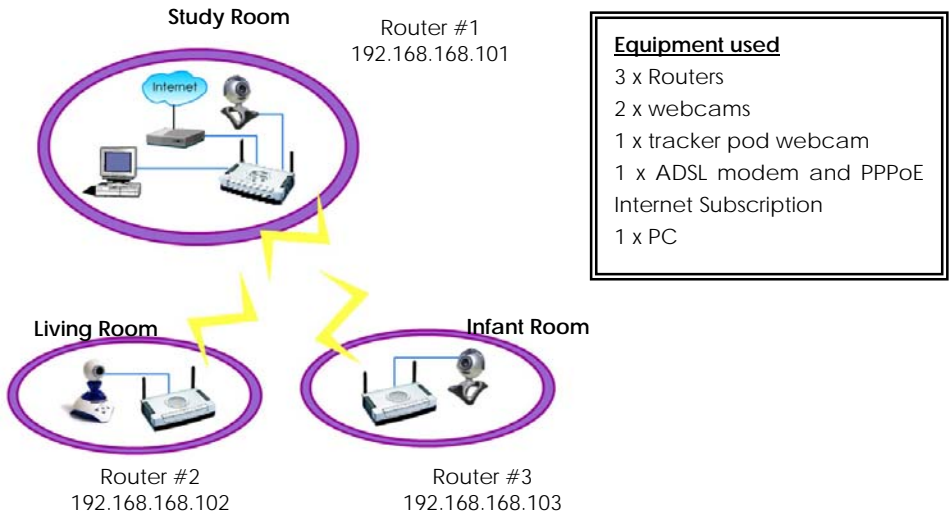 Study Room
Router #1
192.168.168.101
Internet
Equipment used
3 x Routers
2 x webcams
1 x tracker pod webcam
1 x ADSL modem and PPPoE
Internet Subscription
1 x PC
Living Room
Infant Room
Router #2
192.168.168.102
Router #3
192.168.168.103